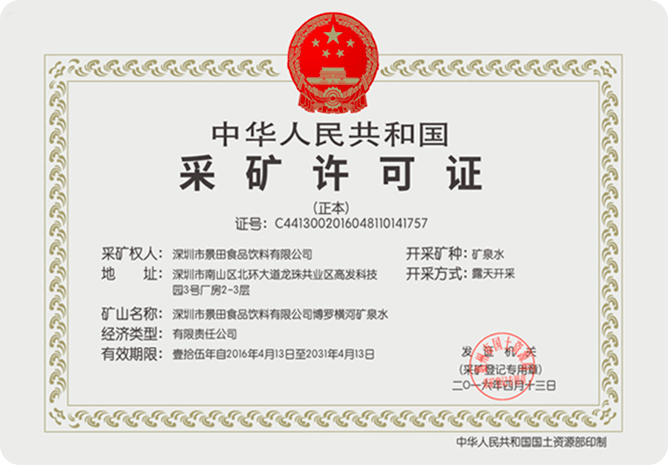 中华人民共和国
采矿许可证
(正本)
证号: C4413002016048110141757
采矿权人: 深圳市景田食品饮料有限公司 开采矿种: 矿泉水
地 址: 深圳市南山区北环大道龙珠共业区高发科技 开采方式: 露天开采
园3号厂房2-3层
矿山名称: 深圳市景田食品饮料有限公司博罗横河矿泉水
经济类型: 有限责任公司
有效期限: 壹拾伍年自2016年4月13日至2031年4月13日
发证机关
(采矿登记专用章)
二〇一六年四月十三日
中华人民共和国国土资源部印制